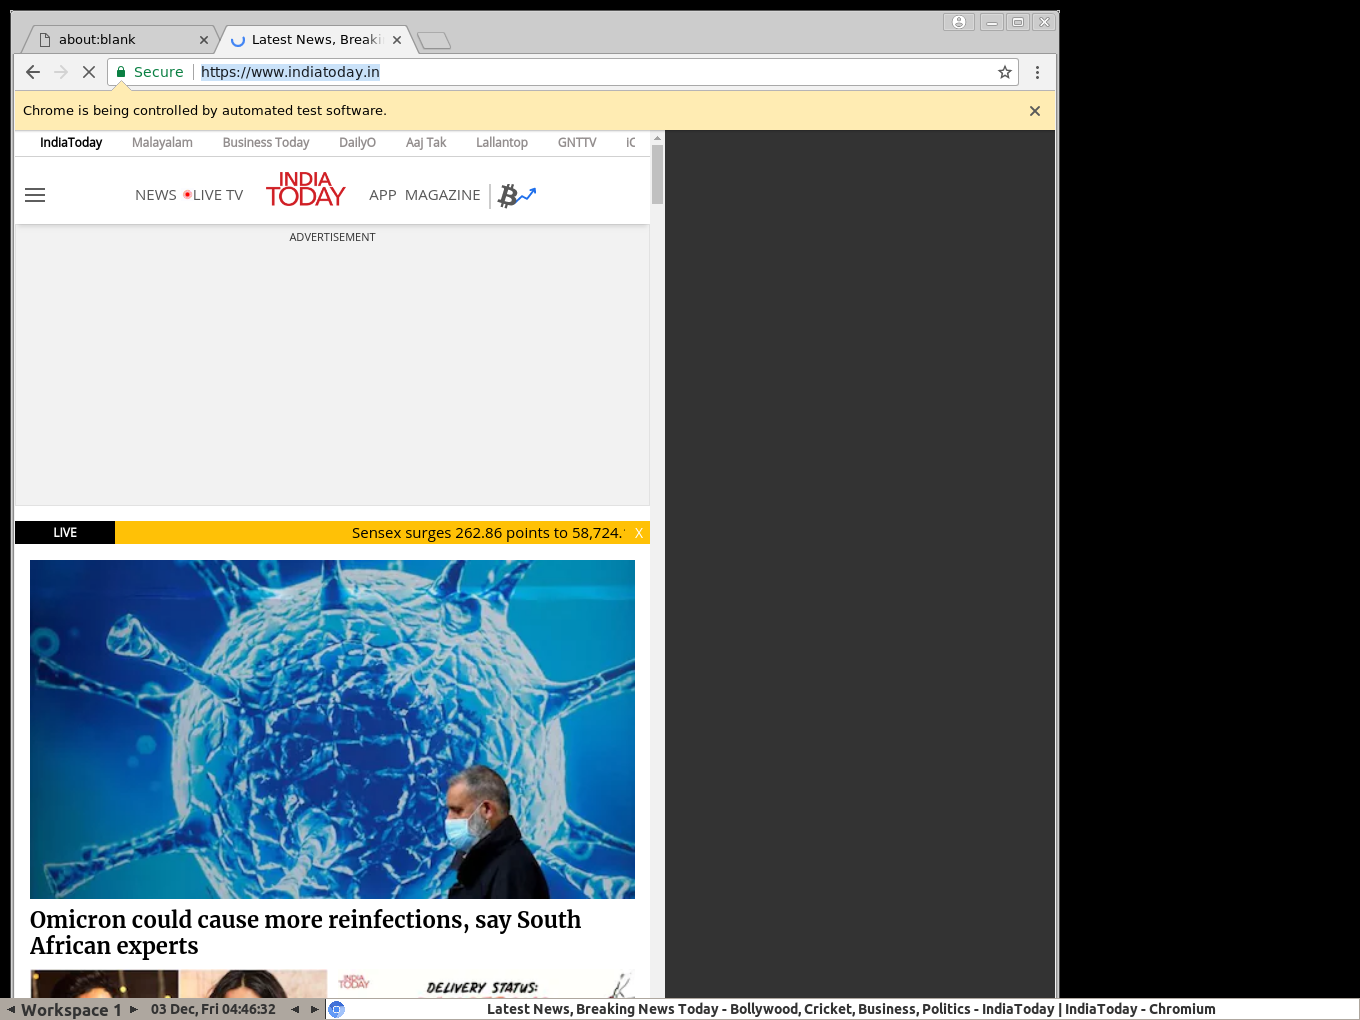 about:blank
Latest News, Breaki
Secure
https://www.indiatoday.in
Chrome is being controlled by automated test software.
IndiaToday Malayalam Business Today DailyO Aaj Tak Lallantop GNTTV
NEWS LIVE TV INDIA TODAY APP MAGAZINE
ADVERTISEMENT
LIVE Sensex surges 262.86 points to 58,724. X
Omicron could cause more reinfections, say South
African experts
INDIA TODAY
DELIVERY STATUS:
Workspace 1 03 Dec, Fri 04:46:32 Latest News, Breaking News Today - Bollywood, Cricket, Business, Politics - IndiaToday | IndiaToday - Chromium